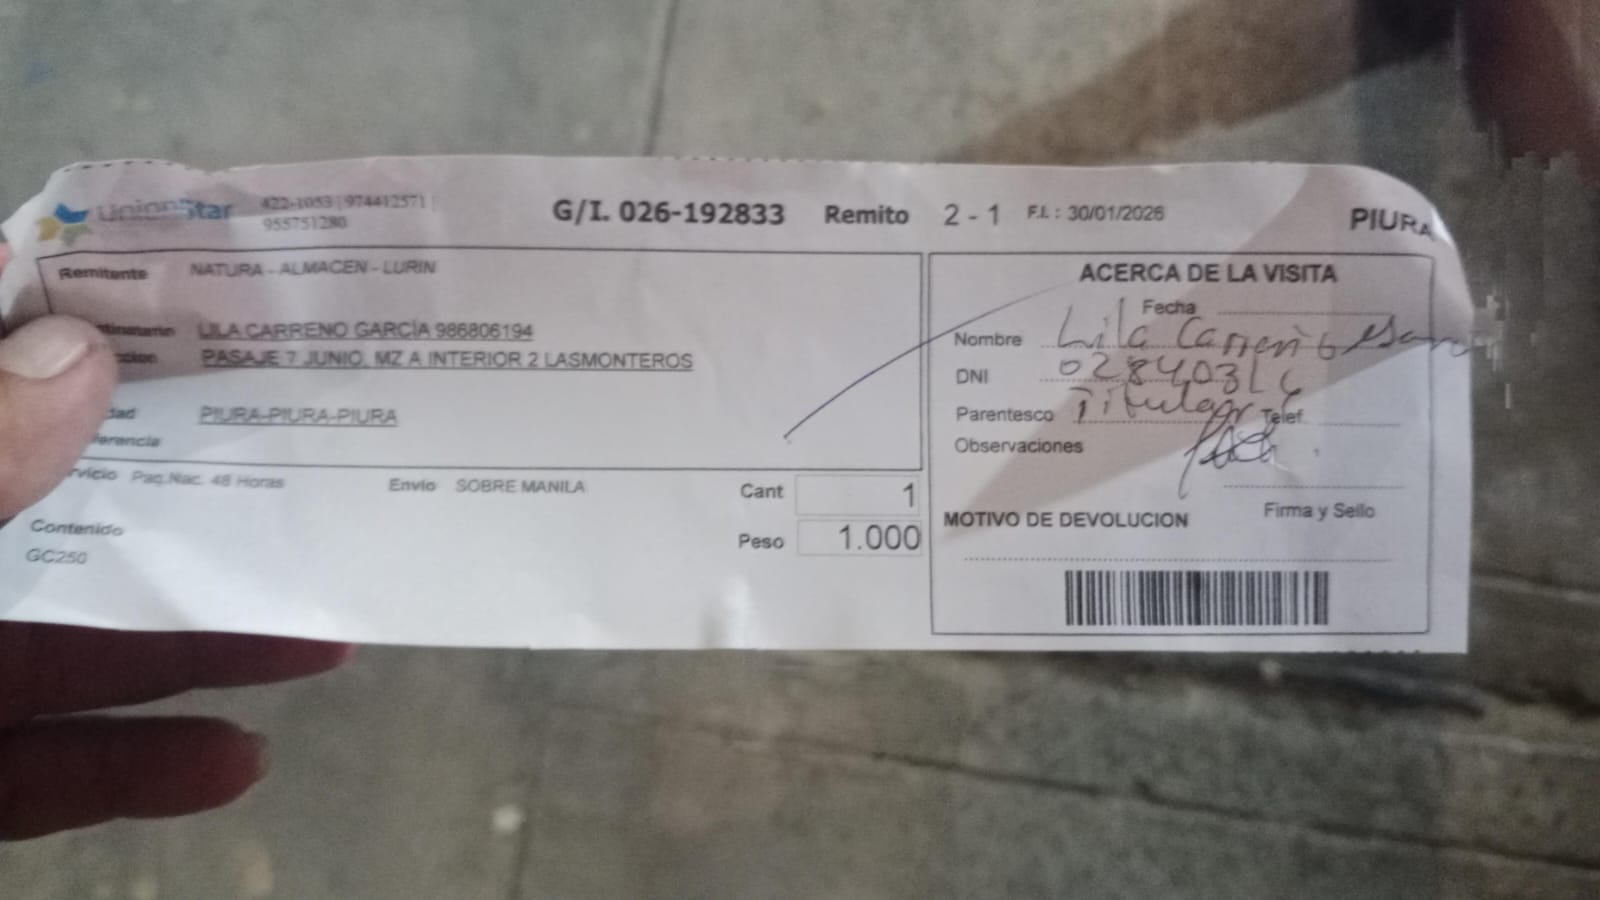 UnionStar 422-1053 | 974412571 |
955751280
G/I. 026-192833 Remito 2 - 1 F.I. : 30/01/2026 PIURA
Remitente NATURA - ALMACEN - LURIN
LILA CARRENO GARCÍA 986806194
PASAJE 7 JUNIO, MZ A INTERIOR 2 LASMONTEROS
PIURA-PIURA-PIURA
Paq.Nac. 48 Horas Envío SOBRE MANILA
Cant 1
Peso 1.000
Contenido
GC250
ACERCA DE LA VISITA
Fecha
Nombre Lila Carreño
DNI
Parentesco Titular Telef.
Observaciones
Firma y Sello
MOTIVO DE DEVOLUCION